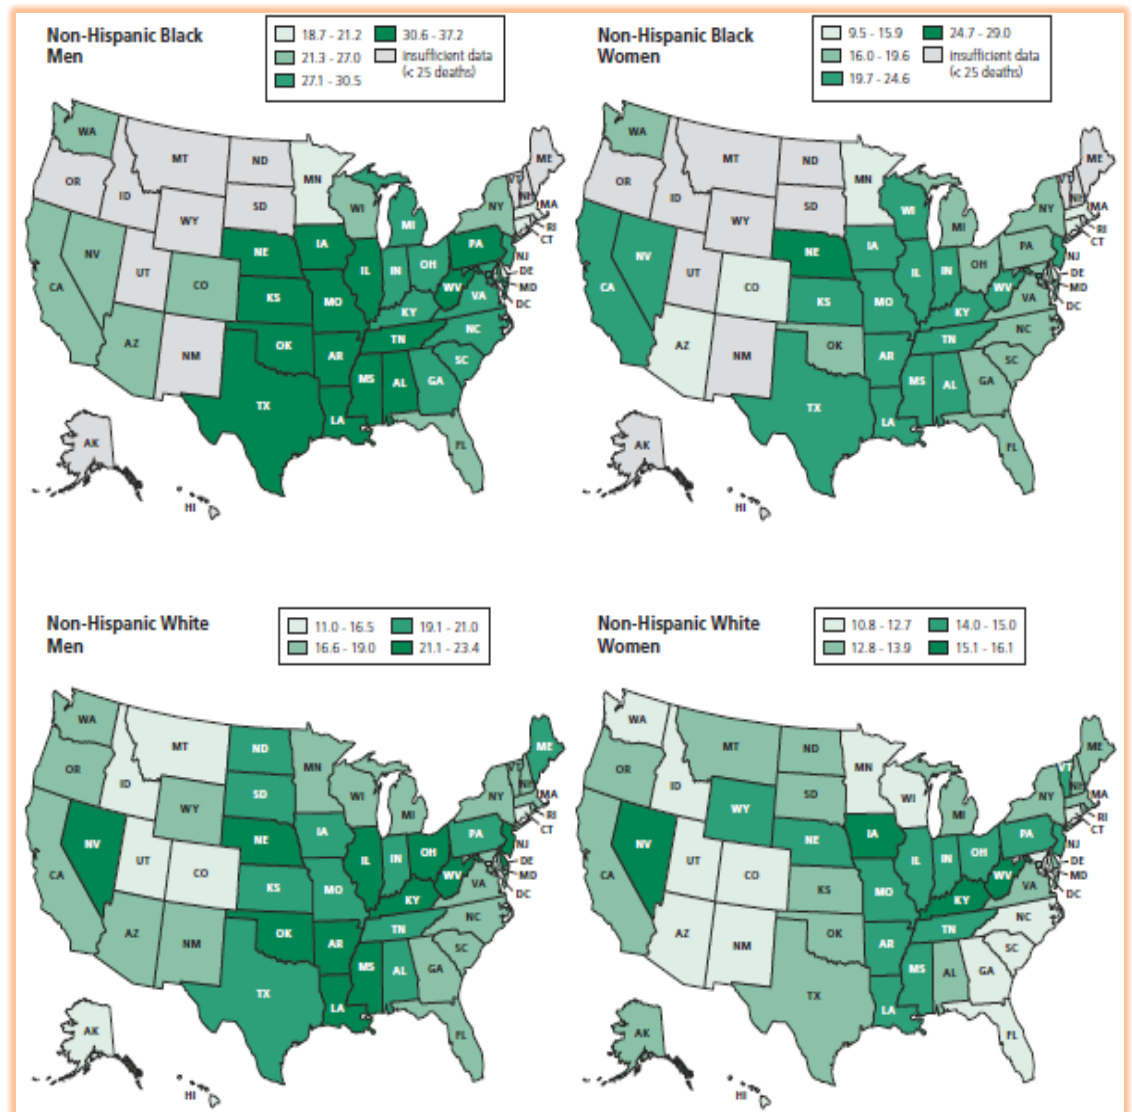 Non-Hispanic Black
Men
18.7 - 21.2
30.6 - 37.2
21.3 - 27.0
Insufficient data
(< 25 deaths)
27.1 - 30.5
WA
OR
ID
MT
ND
MN
SD
WY
WI
MI
NY
VT
NH
ME
MA
RI
CT
NV
UT
CO
NE
IA
IL
IN
OH
PA
NJ
DE
MD
DC
CA
AZ
NM
KS
MO
KY
WV
VA
OK
AR
TN
NC
SC
TX
LA
MS
AL
GA
FL
AK
HI
Non-Hispanic Black
Women
9.5 - 15.9
24.7 - 29.0
16.0 - 19.6
Insufficient data
(< 25 deaths)
19.7 - 24.6
WA
OR
ID
MT
ND
MN
SD
WY
WI
MI
NY
VT
NH
ME
MA
RI
CT
NV
UT
CO
NE
IA
IL
IN
OH
PA
NJ
DE
MD
DC
CA
AZ
NM
KS
MO
KY
WV
VA
OK
AR
TN
NC
SC
TX
LA
MS
AL
GA
FL
AK
HI
Non-Hispanic White
Men
11.0 - 16.5
19.1 - 21.0
16.6 - 19.0
21.1 - 23.4
WA
OR
ID
MT
ND
MN
SD
WY
WI
MI
NY
VT
NH
ME
MA
RI
CT
NV
UT
CO
NE
IA
IL
IN
OH
PA
NJ
DE
MD
DC
CA
AZ
NM
KS
MO
KY
WV
VA
OK
AR
TN
NC
SC
TX
LA
MS
AL
GA
FL
AK
HI
Non-Hispanic White
Women
10.8 - 12.7
14.0 - 15.0
12.8 - 13.9
15.1 - 16.1
WA
OR
ID
MT
ND
MN
SD
WY
WI
MI
NY
VT
NH
ME
MA
RI
CT
NV
UT
CO
NE
IA
IL
IN
OH
PA
NJ
DE
MD
DC
CA
AZ
NM
KS
MO
KY
WV
VA
OK
AR
TN
NC
SC
TX
LA
MS
AL
GA
FL
AK
HI